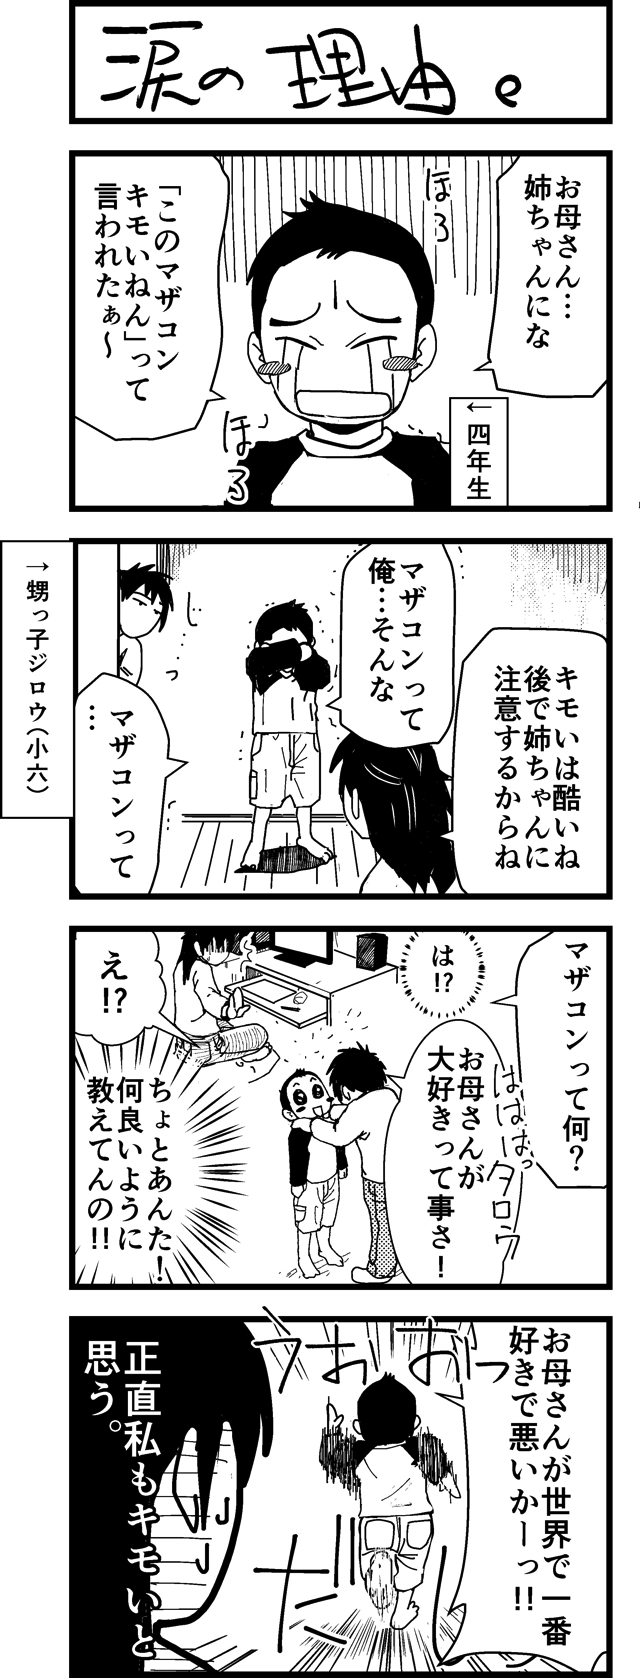 涙の理由。
お母さん…
姉ちゃんにな
ほろ
「このマザコン
キモいねん」って
言われたぁ～
ほろ
←四年生
キモいは酷いね
後で姉ちゃんに
注意するからね
マザコンって
俺…そんな
マザコンって
…
→甥っ子ジロウ(小六)
マザコンって何?
は!?
はははっタロウ
お母さんが
大好きって事さ!
え!?
ちょとあんた!
何良いように
教えてんの!!
お母さんが世界で一番
好きで悪いかーっ!!
うおおおっ
ダーッ
正直私もキモいと
思う。